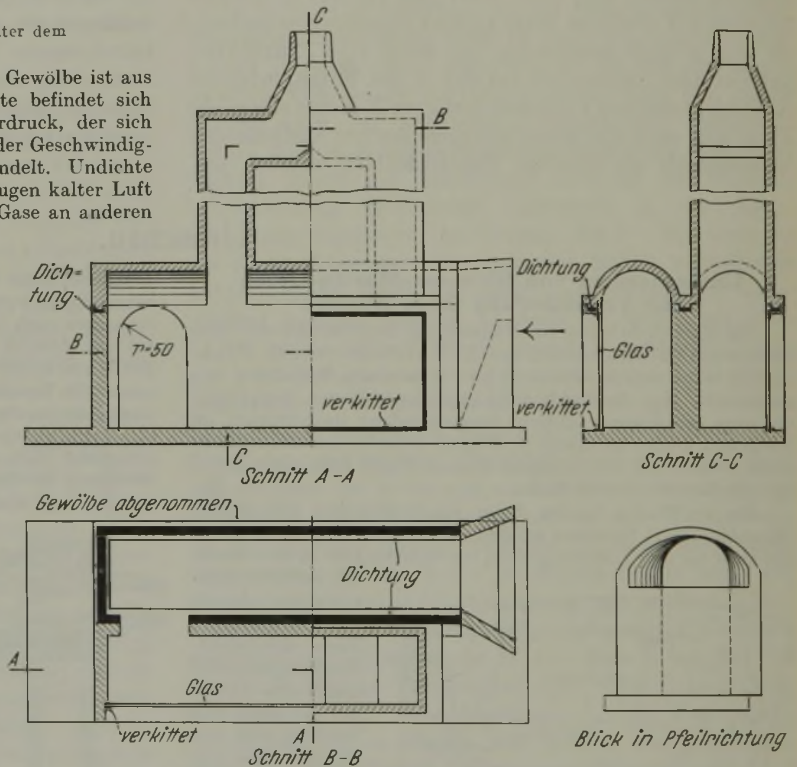 nter dem
Gewölbe ist aus
te befindet sich
rdruck, der sich
der Geschwindig-
ndelt. Undichte
ugen kalter Luft
Gase an anderen
C
B
Dich=
tung
B
r=50
verkittet
C
Schnitt A-A
Dichtung
Glas
verkittet
Schnitt C-C
Gewölbe abgenommen
Dichtung
A
Glas
verkittet
A
Schnitt B-B
Blick in Pfeilrichtung